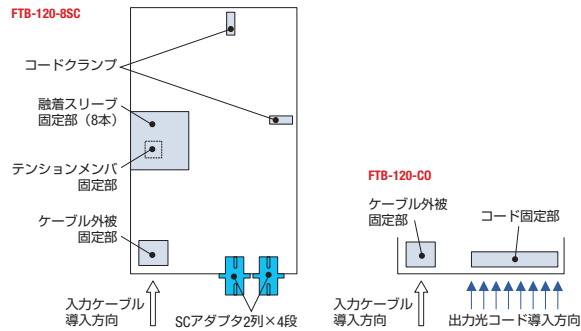 FTB-120-8SC
コードクランプ
融着スリーブ
固定部（8本）
テンションメンバ
固定部
ケーブル外被
固定部
入力ケーブル
導入方向
SCアダプタ2列×4段
FTB-120-CO
ケーブル外被
固定部
コード固定部
入力ケーブル
導入方向
出力光コード導入方向